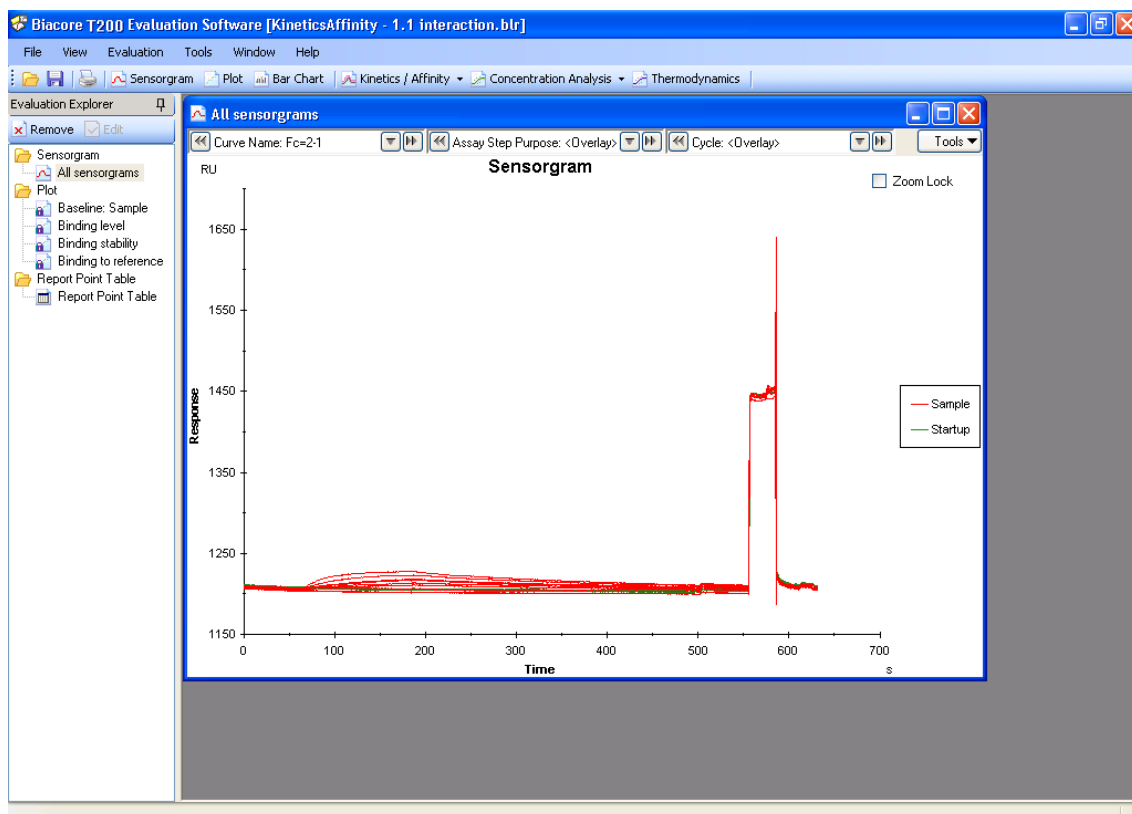 Biacore T200 Evaluation Software [KineticsAffinity - 1.1 interaction.blr]
File View Evaluation Tools Window Help
Sensorgram Plot Bar Chart Kinetics / Affinity Concentration Analysis Thermodynamics
Evaluation Explorer
Remove Edit
Sensorgram
All sensorgrams
Plot
Baseline: Sample
Binding level
Binding stability
Binding to reference
Report Point Table
Report Point Table
All sensorgrams
Curve Name: Fc=2-1 Assay Step Purpose: <Overlay> Cycle: <Overlay> Tools
RU
Sensorgram
Zoom Lock
1650
1550
1450
1350
1250
1150
Response
Sample
Startup
0 100 200 300 400 500 600 700
Time
s